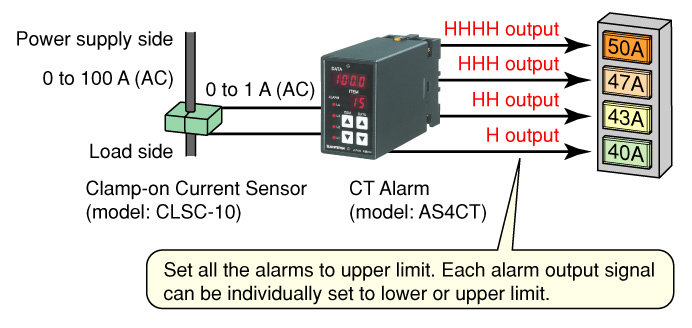 Power supply side
0 to 100 A (AC)
0 to 1 A (AC)
Load side
Clamp-on Current Sensor
(model: CLSC-10)
DATA
100.0
ITEM
ALARM
15
CT Alarm
(model: AS4CT)
HHHH output
HHH output
HH output
H output
50A
47A
43A
40A
Set all the alarms to upper limit. Each alarm output signal
can be individually set to lower or upper limit.